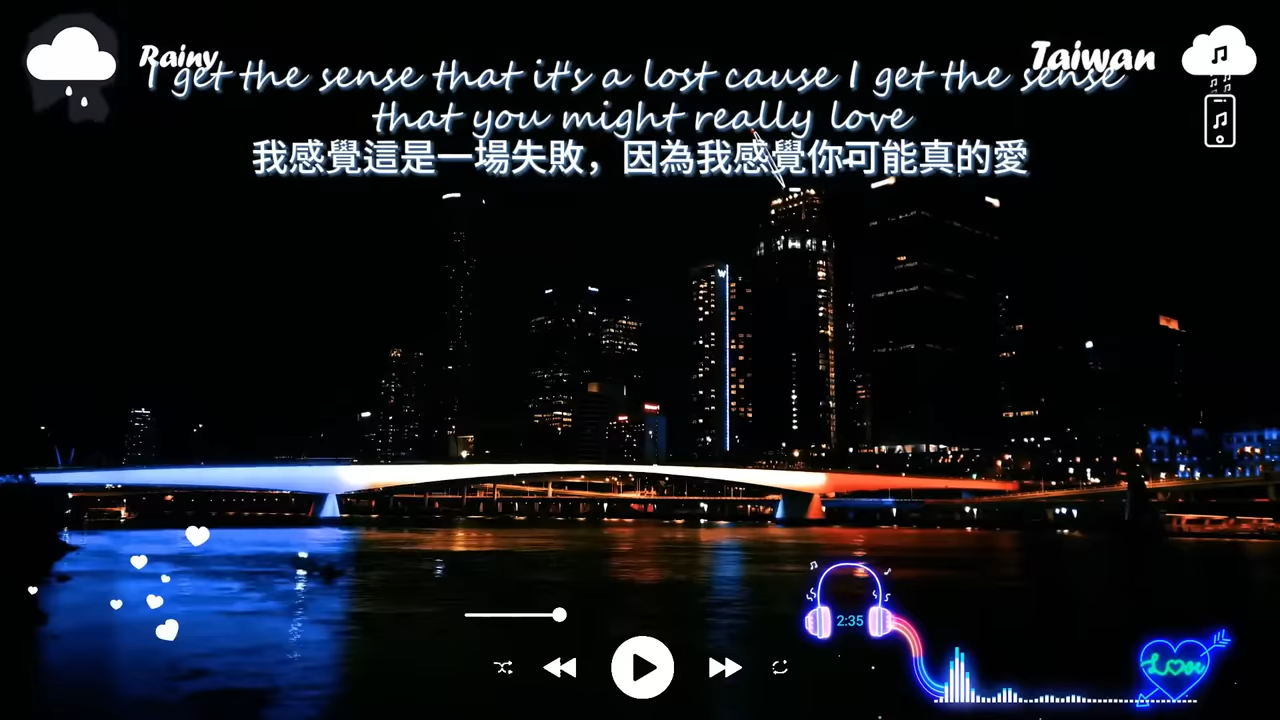 Rainy
Taiwan
I get the sense that it's a lost cause I get the sense
that you might really love
我感覺這是一場失敗，因為我感覺你可能真的愛
W
2:35
Love